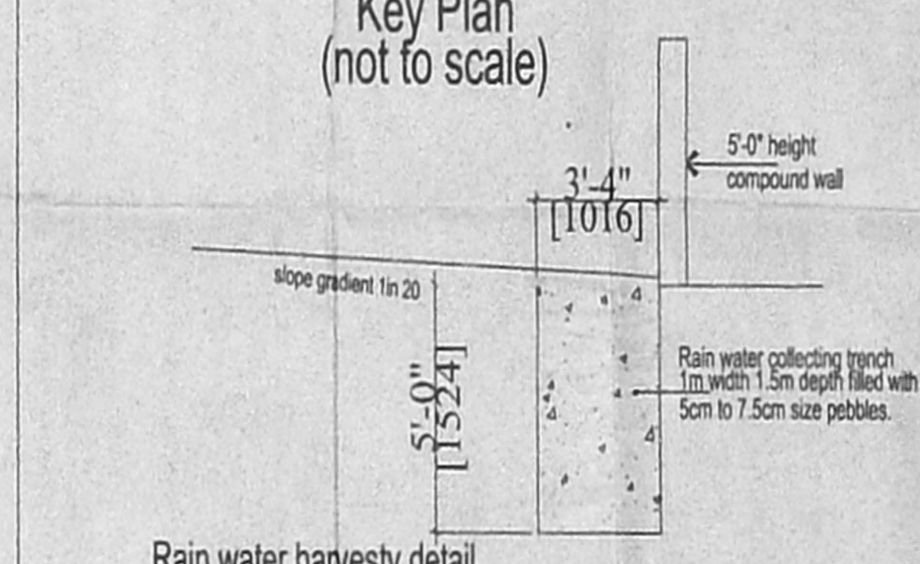 Key Plan
(not to scale)
5'-0" height
compound wall
3'-4"
[1016]
slope gradient 1in 20
5'-0"
[1524]
Rain water collecting trench
1m width 1.5m depth filled with
5cm to 7.5cm size pebbles.
Rain water harvesty detail